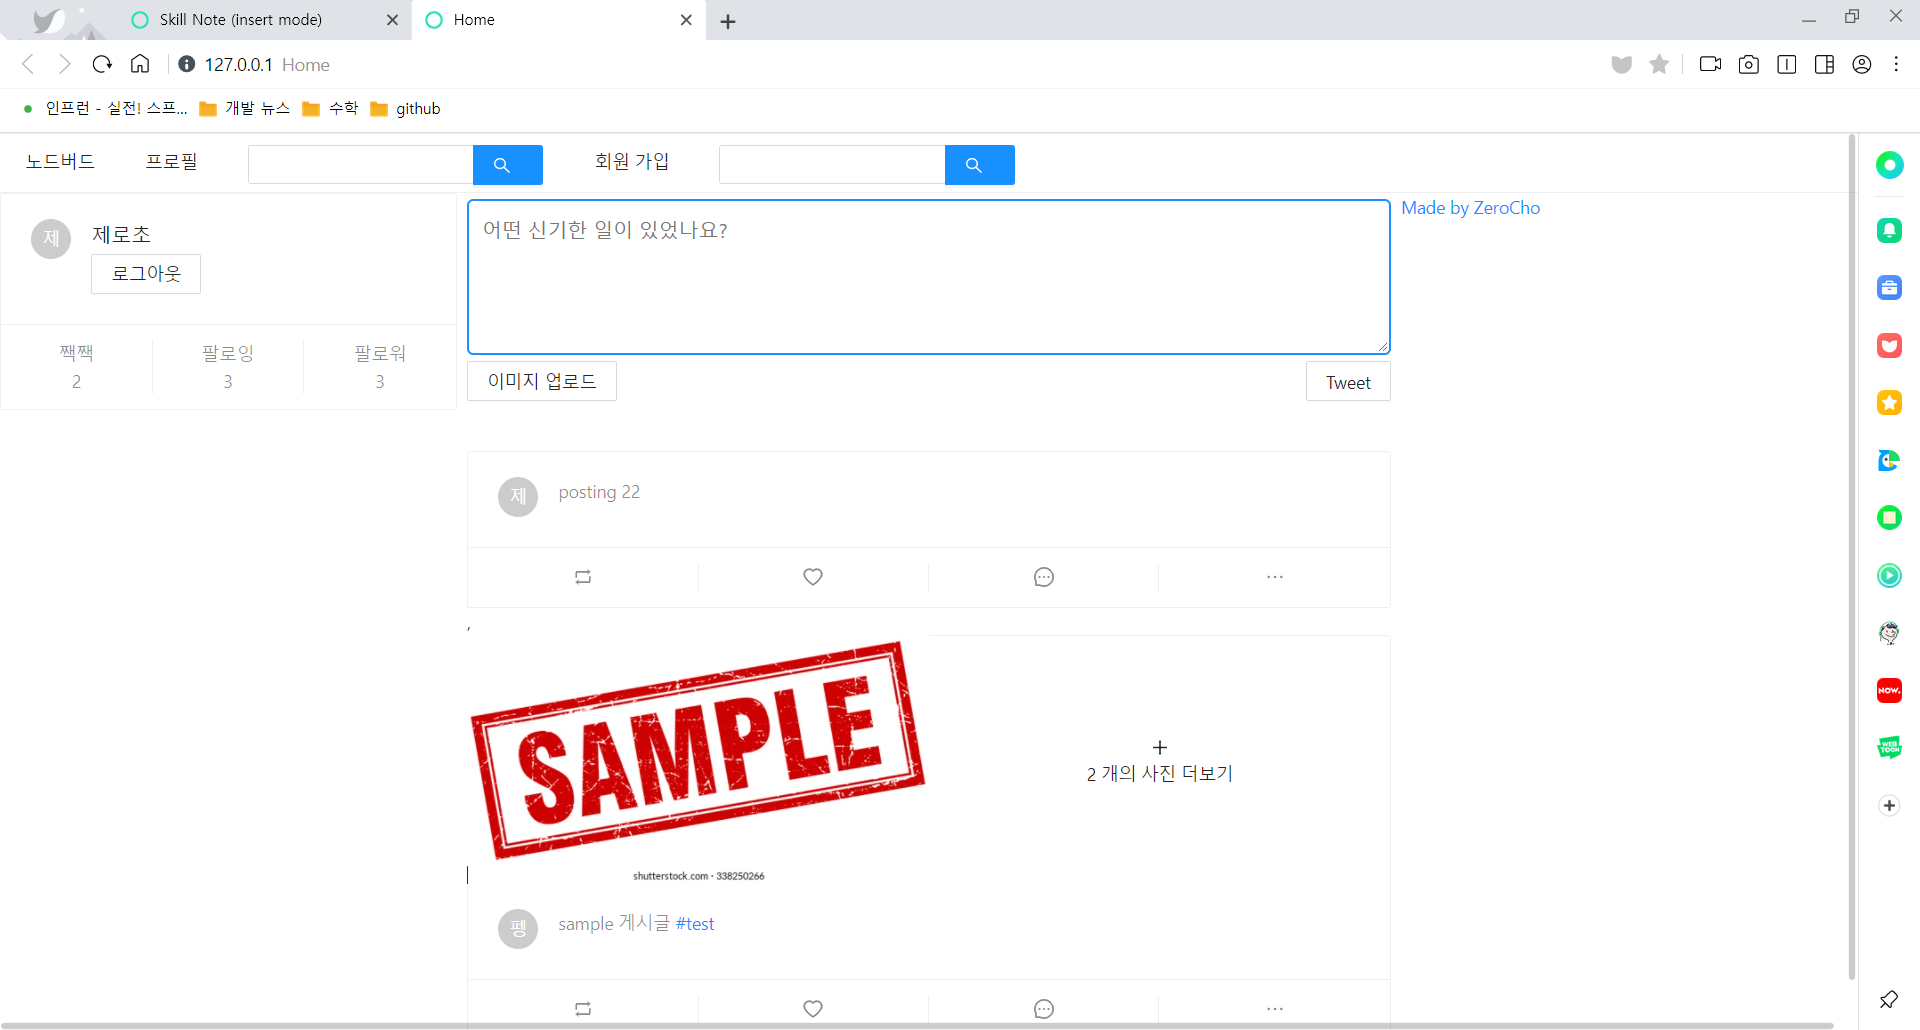 Skill Note (insert mode)
Home
127.0.0.1 Home
인프런 - 실전! 스프...
개발 뉴스
수학
github
노드버드
프로필
회원 가입
제
제로초
로그아웃
짹짹
2
팔로잉
3
팔로워
3
어떤 신기한 일이 있었나요?
이미지 업로드
Tweet
Made by ZeroCho
제
posting 22
,
SAMPLE
shutterstock.com · 338250266
2 개의 사진 더보기
펭
sample 게시글 #test
NOW.
WEB
TOON